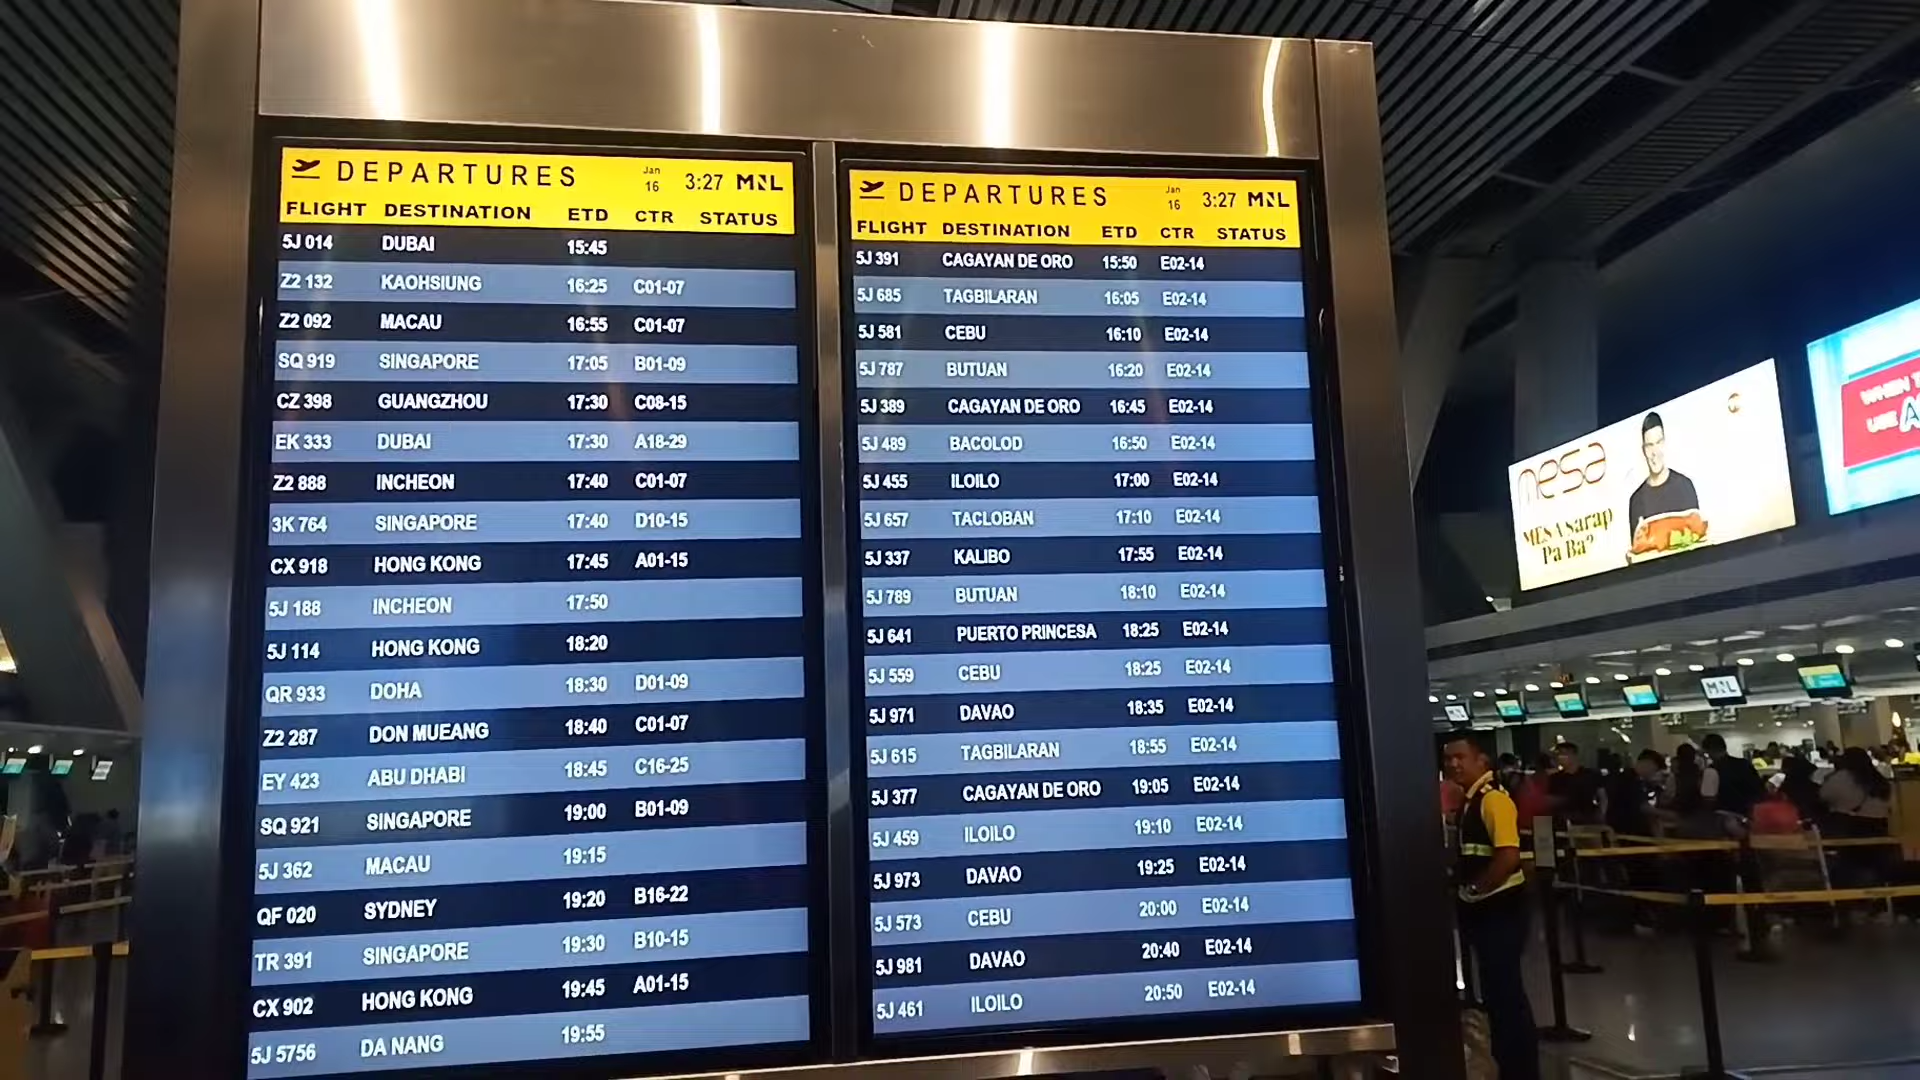 DEPARTURES Jan 16 3:27 MNL
FLIGHT DESTINATION ETD CTR STATUS
5J 014 DUBAI 15:45
Z2 132 KAOHSIUNG 16:25 C01-07
Z2 092 MACAU 16:55 C01-07
SQ 919 SINGAPORE 17:05 B01-09
CZ 398 GUANGZHOU 17:30 C08-15
EK 333 DUBAI 17:30 A18-29
Z2 888 INCHEON 17:40 C01-07
3K 764 SINGAPORE 17:40 D10-15
CX 918 HONG KONG 17:45 A01-15
5J 188 INCHEON 17:50
5J 114 HONG KONG 18:20
QR 933 DOHA 18:30 D01-09
Z2 287 DON MUEANG 18:40 C01-07
EY 423 ABU DHABI 18:45 C16-25
SQ 921 SINGAPORE 19:00 B01-09
5J 362 MACAU 19:15
QF 020 SYDNEY 19:20 B16-22
TR 391 SINGAPORE 19:30 B10-15
CX 902 HONG KONG 19:45 A01-15
5J 5756 DA NANG 19:55
DEPARTURES Jan 16 3:27 MNL
FLIGHT DESTINATION ETD CTR STATUS
5J 391 CAGAYAN DE ORO 15:50 E02-14
5J 685 TAGBILARAN 16:05 E02-14
5J 581 CEBU 16:10 E02-14
5J 787 BUTUAN 16:20 E02-14
5J 389 CAGAYAN DE ORO 16:45 E02-14
5J 489 BACOLOD 16:50 E02-14
5J 455 ILOILO 17:00 E02-14
5J 657 TACLOBAN 17:10 E02-14
5J 337 KALIBO 17:55 E02-14
5J 789 BUTUAN 18:10 E02-14
5J 641 PUERTO PRINCESA 18:25 E02-14
5J 559 CEBU 18:25 E02-14
5J 971 DAVAO 18:35 E02-14
5J 615 TAGBILARAN 18:55 E02-14
5J 377 CAGAYAN DE ORO 19:05 E02-14
5J 459 ILOILO 19:10 E02-14
5J 973 DAVAO 19:25 E02-14
5J 573 CEBU 20:00 E02-14
5J 981 DAVAO 20:40 E02-14
5J 461 ILOILO 20:50 E02-14
mesa
MESA Sarap
Pa Ba?
WHEN
USE
MNL
MNL